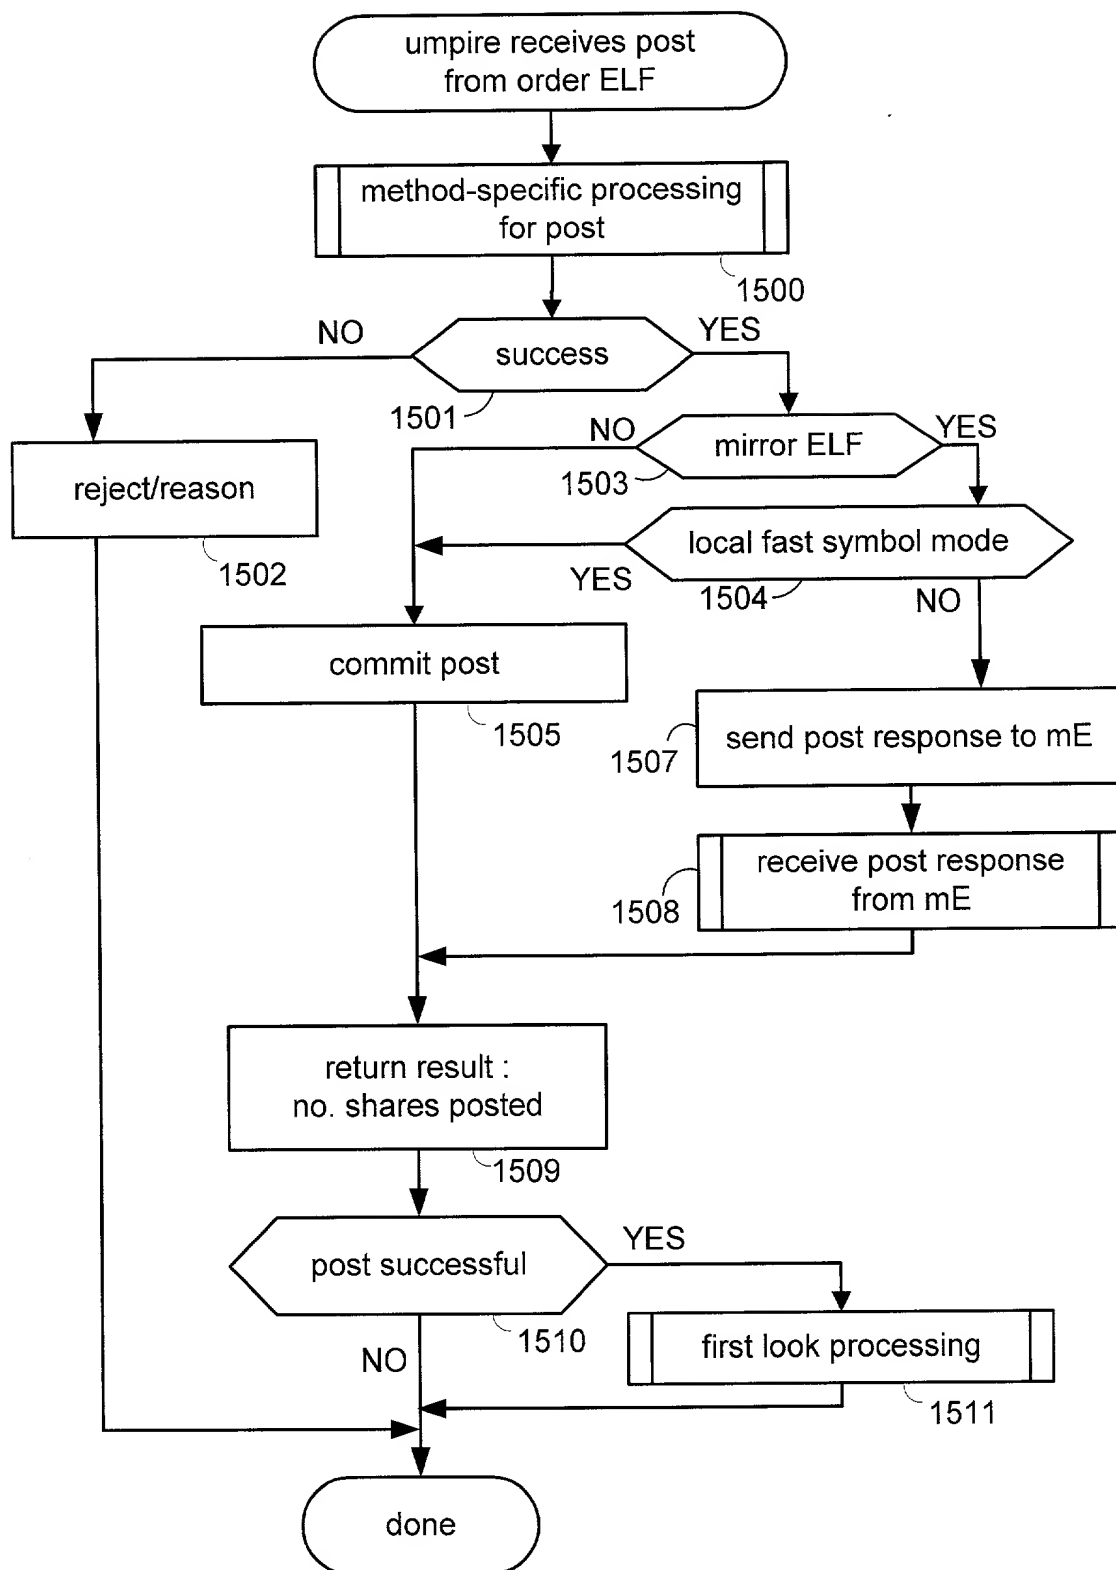 umpire receives post
from order ELF
method-specific processing
for post
1500
NO
YES
success
1501
NO
YES
mirror ELF
1503
reject/reason
1502
local fast symbol mode
YES
1504
NO
commit post
1505
send post response to mE
1507
receive post response
from mE
1508
return result :
no. shares posted
1509
YES
post successful
1510
NO
first look processing
1511
done